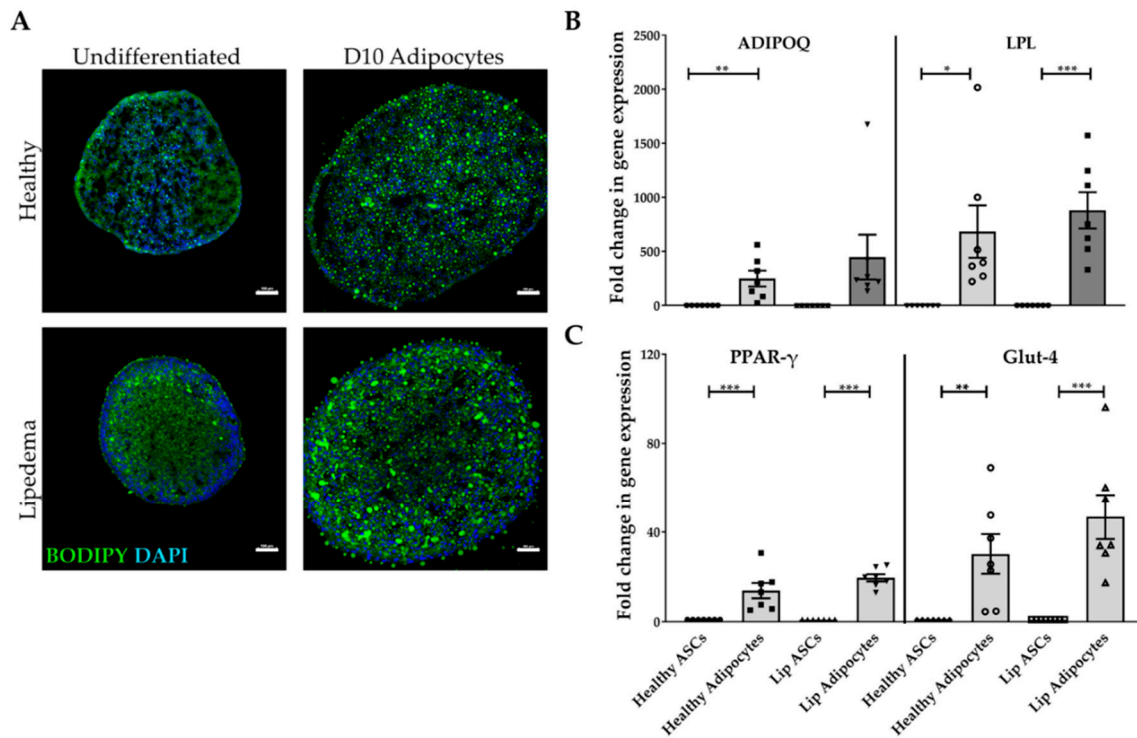 A
Undifferentiated
D10 Adipocytes
Healthy
Lipedema
BODIPY DAPI
B
Fold change in gene expression
2500
2000
1500
1000
500
0
ADIPOQ
LPL
**
*
***
C
Fold change in gene expression
120
80
40
0
PPAR-γ
Glut-4
***
***
**
***
Healthy ASCs
Healthy Adipocytes
Lip ASCs
Lip Adipocytes
Healthy ASCs
Healthy Adipocytes
Lip ASCs
Lip Adipocytes